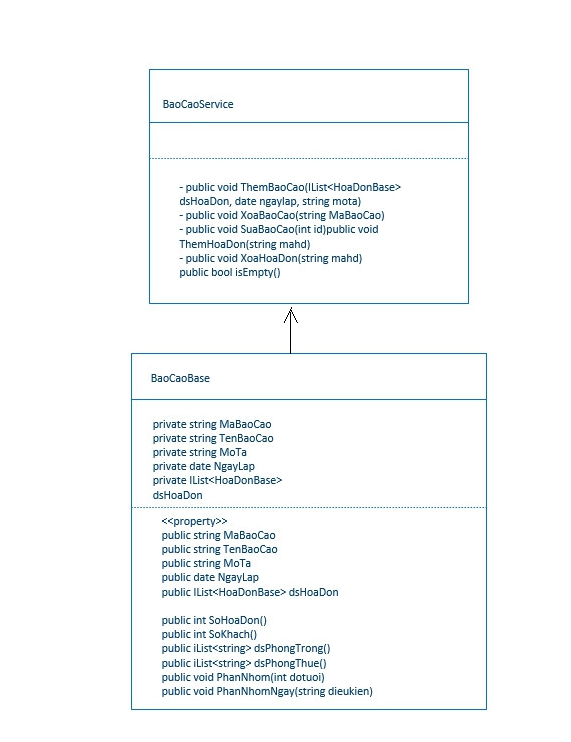 BaoCaoService
- public void ThemBaoCao(IList<HoaDonBase>
dsHoaDon, date ngaylap, string mota)
- public void XoaBaoCao(string MaBaoCao)
- public void SuaBaoCao(int id)public void
ThemHoaDon(string mahd)
- public void XoaHoaDon(string mahd)
public bool isEmpty()
BaoCaoBase
private string MaBaoCao
private string TenBaoCao
private string MoTa
private date NgayLap
private IList<HoaDonBase>
dsHoaDon
<<property>>
public string MaBaoCao
public string TenBaoCao
public string MoTa
public date NgayLap
public IList<HoaDonBase> dsHoaDon
public int SoHoaDon()
public int SoKhach()
public iList<string> dsPhongTrong()
public iList<string> dsPhongThue()
public void PhanNhom(int dotuoi)
public void PhanNhomNgay(string dieukien)